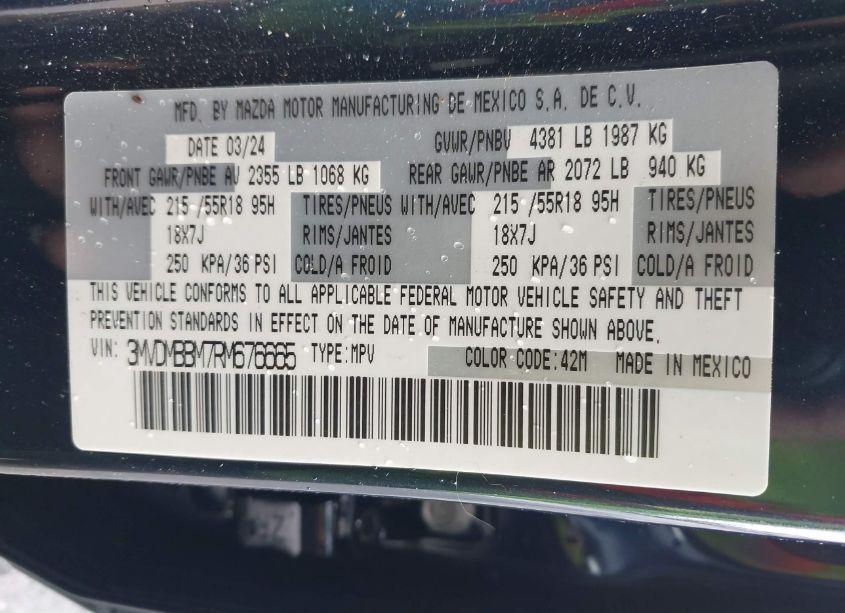 MFD. BY MAZDA MOTOR MANUFACTURING DE MEXICO S.A. DE C.V.
DATE 03/24 GVWR/PNBV 4381 LB 1987 KG
FRONT GAWR/PNBE AV 2355 LB 1068 KG REAR GAWR/PNBE AR 2072 LB 940 KG
WITH/AVEC 215 /55R18 95H TIRES/PNEUS WITH/AVEC 215 /55R18 95H TIRES/PNEUS
18X7J RIMS/JANTES 18X7J RIMS/JANTES
250 KPA/36 PSI COLD/A FROID 250 KPA/36 PSI COLD/A FROID
THIS VEHICLE CONFORMS TO ALL APPLICABLE FEDERAL MOTOR VEHICLE SAFETY AND THEFT
PREVENTION STANDARDS IN EFFECT ON THE DATE OF MANUFACTURE SHOWN ABOVE.
VIN: 3MVDMBBM7RM676665 TYPE:MPV COLOR CODE:42M MADE IN MEXICO